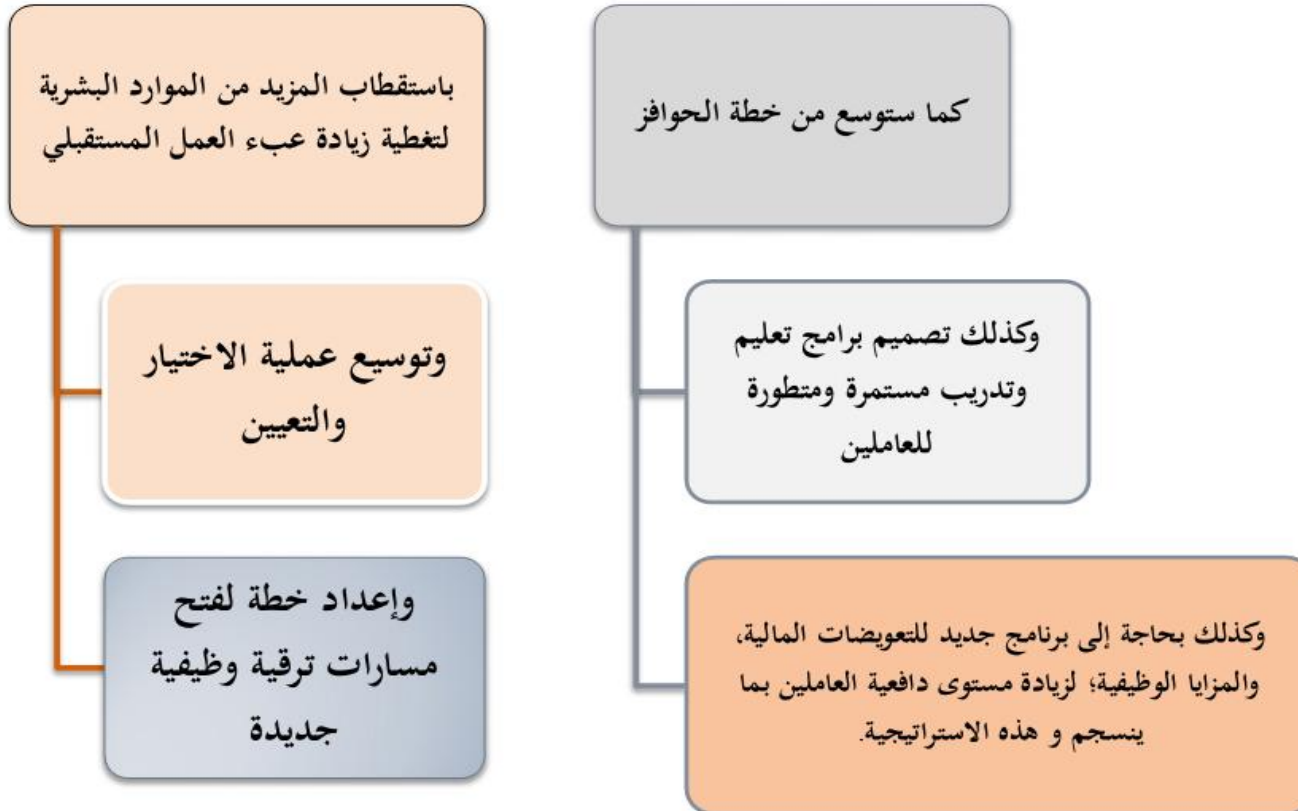 باستقطاب المزيد من الموارد البشرية
لتغطية زيادة عبء العمل المستقبلي
وتوسيع عملية الاختيار
والتعيين
وإعداد خطة لفتح
مسارات ترقية وظيفية
جديدة
كما ستوسع من خطة الحوافز
وكذلك تصميم برامج تعليم
وتدريب مستمرة ومتطورة
للعاملين
وكذلك بحاجة إلى برنامج جديد للتعويضات المالية،
والمزايا الوظيفية؛ لزيادة مستوى دافعية العاملين بما
ينسجم و هذه الاستراتيجية.